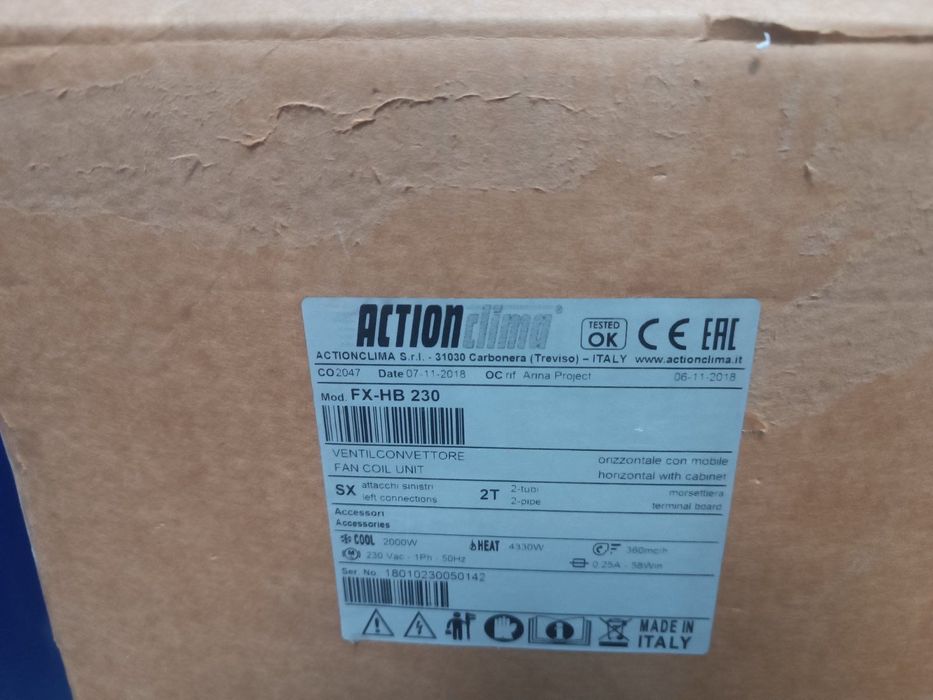 ACTIONclima®
TESTED OK CE EAC
ACTIONCLIMA S.r.l. - 31030 Carbonera (Treviso) - ITALY www.actionclima.it
CO2047 Date 07-11-2018 OC rif. Arina Project 06-11-2018
Mod. FX-HB 230
VENTILCONVETTORE orizzontale con mobile
FAN COIL UNIT horizontal with cabinet
SX attacchi sinistri 2T 2-tubi morsettiera
left connections 2-pipe terminal board
Accessori
Accessories
COOL 2000W HEAT 4330W 360mc/h
M 230 Vac - 1Ph - 50Hz 0.25A - 58Win
Ser. No. 18010230050142
MADE IN
ITALY